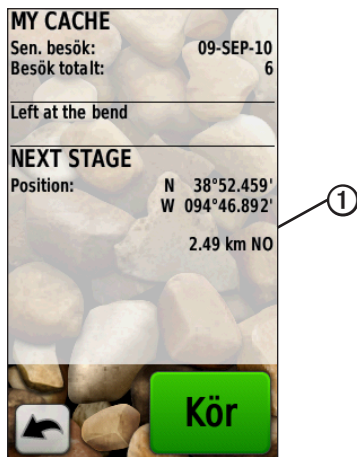 MY CACHE
Sen. besök: 09-SEP-10
Besök totalt: 6
Left at the bend
NEXT STAGE
Position: N 38°52.459'
W 094°46.892'
2.49 km NO
①
Kör